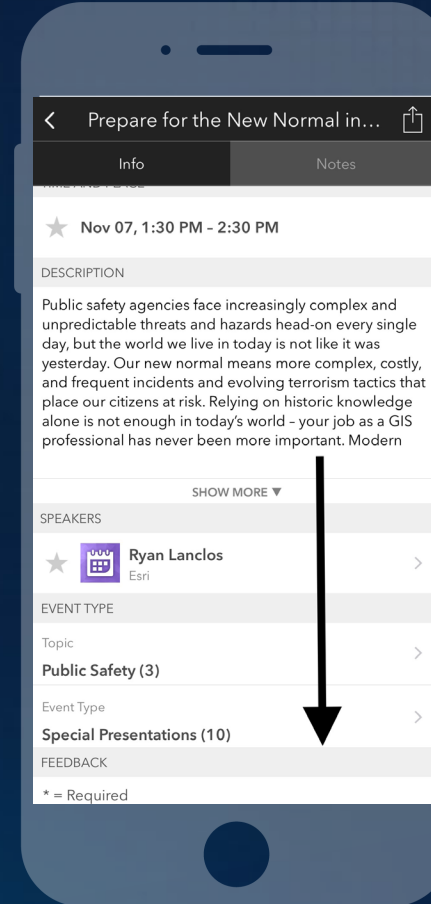 Prepare for the New Normal in...
Info
Notes
Nov 07, 1:30 PM – 2:30 PM
DESCRIPTION
Public safety agencies face increasingly complex and
unpredictable threats and hazards head-on every single
day, but the world we live in today is not like it was
yesterday. Our new normal means more complex, costly,
and frequent incidents and evolving terrorism tactics that
place our citizens at risk. Relying on historic knowledge
alone is not enough in today's world – your job as a GIS
professional has never been more important. Modern
SHOW MORE ▼
SPEAKERS
Ryan Lanclos
Esri
EVENT TYPE
Topic
Public Safety (3)
Event Type
Special Presentations (10)
FEEDBACK
* = Required